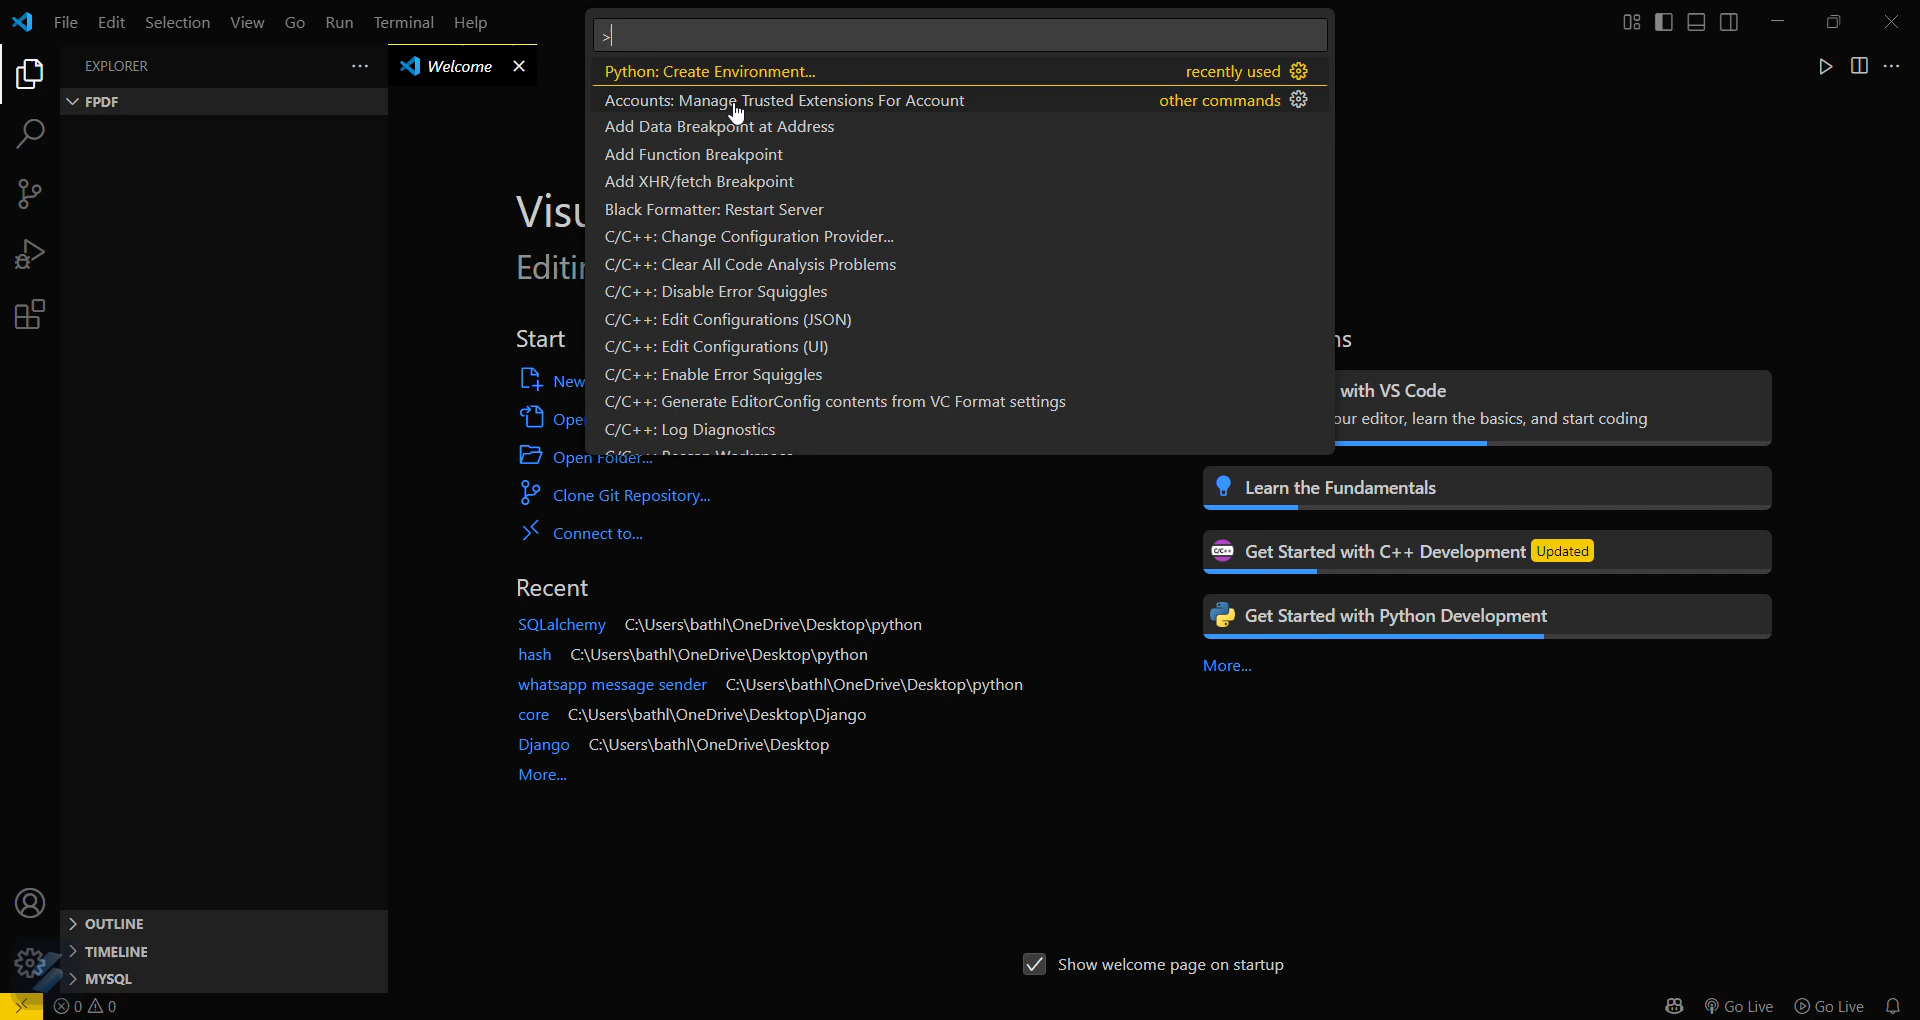 File Edit Selection View Go Run Terminal Help
>
EXPLORER
Welcome
FPDF
Python: Create Environment... recently used
Accounts: Manage Trusted Extensions For Account other commands
Add Data Breakpoint at Address
Add Function Breakpoint
Add XHR/fetch Breakpoint
Black Formatter: Restart Server
C/C++: Change Configuration Provider...
C/C++: Clear All Code Analysis Problems
C/C++: Disable Error Squiggles
C/C++: Edit Configurations (JSON)
C/C++: Edit Configurations (UI)
C/C++: Enable Error Squiggles
C/C++: Generate EditorConfig contents from VC Format settings
C/C++: Log Diagnostics
Visu
Editi
Start
New
Ope
Open Folder...
Clone Git Repository...
Connect to...
Recent
SQLalchemy C:\Users\bathl\OneDrive\Desktop\python
hash C:\Users\bathl\OneDrive\Desktop\python
whatsapp message sender C:\Users\bathl\OneDrive\Desktop\python
core C:\Users\bathl\OneDrive\Desktop\Django
Django C:\Users\bathl\OneDrive\Desktop
More...
ns
with VS Code
our editor, learn the basics, and start coding
Learn the Fundamentals
Get Started with C++ Development Updated
Get Started with Python Development
More...
Show welcome page on startup
OUTLINE
TIMELINE
MYSQL
0 0
Go Live Go Live